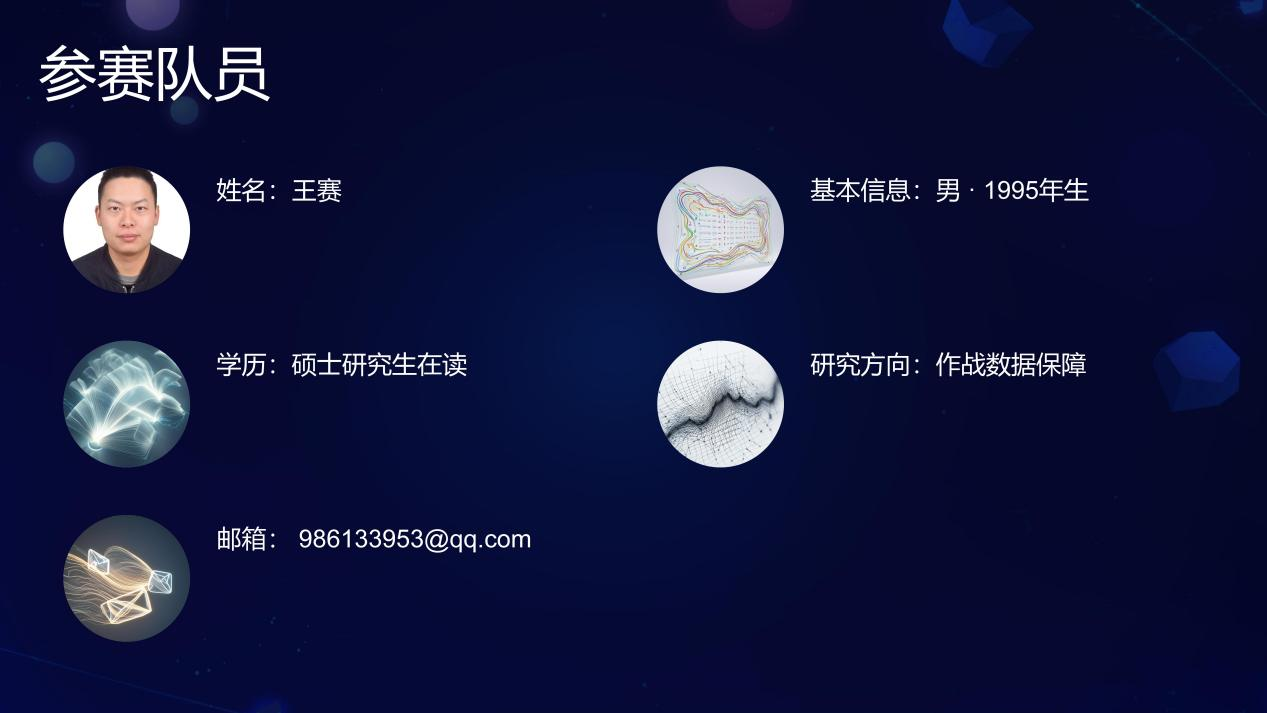 参赛队员
姓名：王赛
基本信息：男 · 1995年生
学历：硕士研究生在读
研究方向：作战数据保障
邮箱： 986133953@qq.com